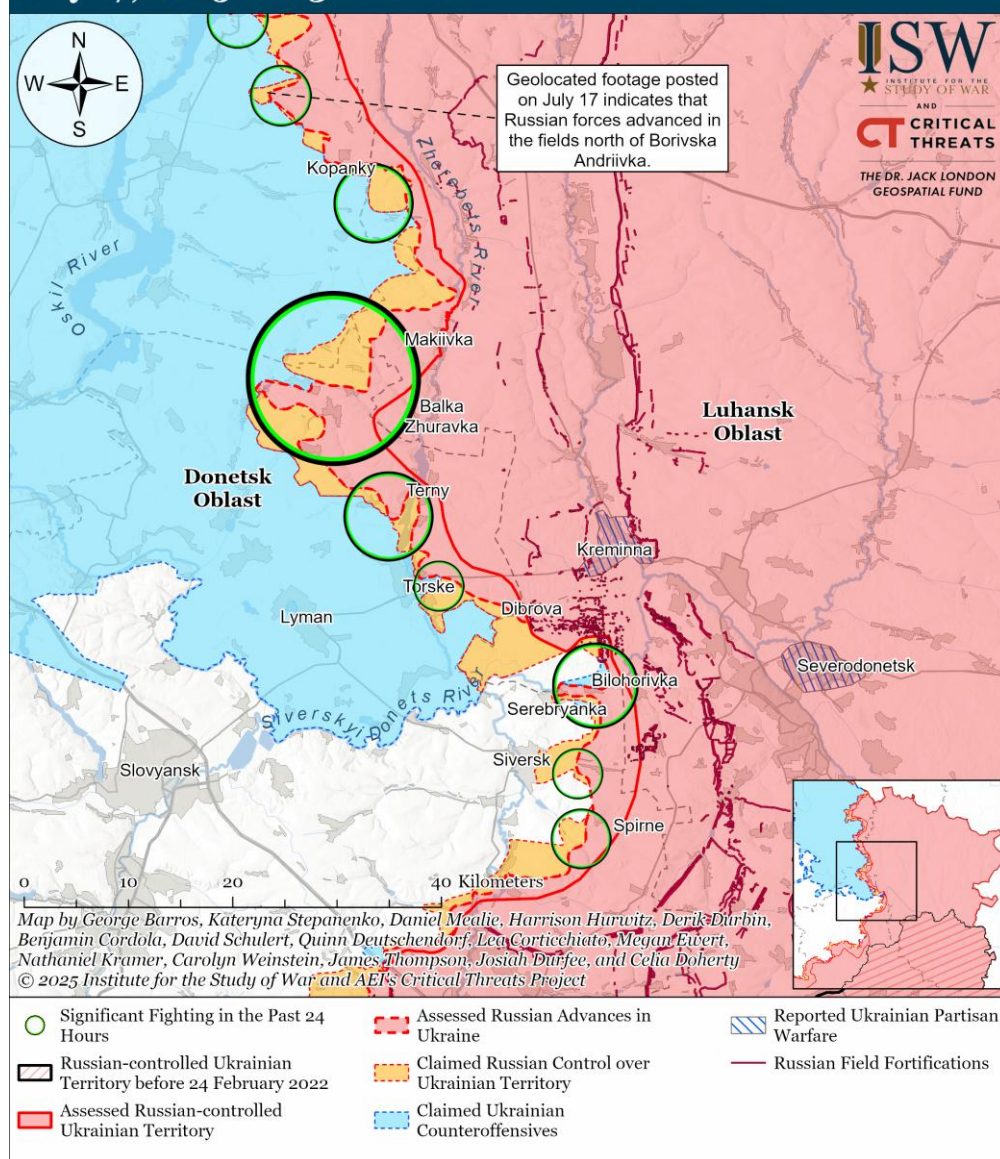 N
W
E
S
ISW
INSTITUTE FOR THE
STUDY OF WAR
AND
CT CRITICAL
THREATS
THE DR. JACK LONDON
GEOSPATIAL FUND
Geolocated footage posted
on July 17 indicates that
Russian forces advanced in
the fields north of Borivska
Andriivka.
Kopanky
Zherebets River
Oskil River
Makiivka
Balka
Zhuravka
Luhansk
Oblast
Donetsk
Oblast
Terny
Kreminna
Torske
Dibrova
Lyman
Severodonetsk
Bilohorivka
Serebryanka
Siverskyi Donets River
Siversk
Slovyansk
Spirne
0 10 20 40 Kilometers
Map by George Barros, Kateryna Stepanenko, Daniel Mealie, Harrison Hurwitz, Derik Durbin,
Benjamin Cordola, David Schulert, Quinn Deutschendorf, Lea Corticchiato, Megan Ewert,
Nathaniel Kramer, Carolyn Weinstein, James Thompson, Josiah Durfee, and Celia Doherty
© 2025 Institute for the Study of War and AEI's Critical Threats Project
Significant Fighting in the Past 24
Hours
Russian-controlled Ukrainian
Territory before 24 February 2022
Assessed Russian-controlled
Ukrainian Territory
Assessed Russian Advances in
Ukraine
Claimed Russian Control over
Ukrainian Territory
Claimed Ukrainian
Counteroffensives
Reported Ukrainian Partisan
Warfare
Russian Field Fortifications